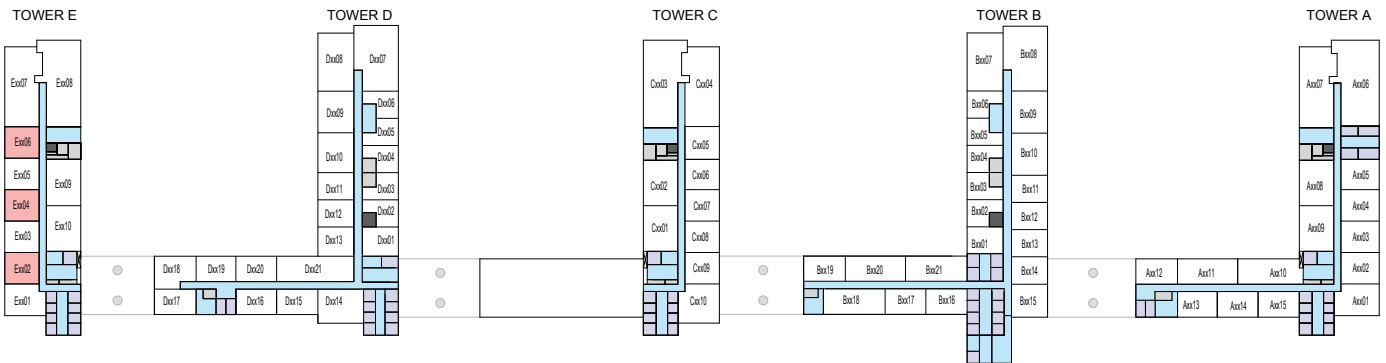 TOWER E
TOWER D
TOWER C
TOWER B
TOWER A
Exx07
Exx08
Exx06
Exx05
Exx09
Exx04
Exx03
Exx10
Exx02
Exx01
Dxx08
Dxx07
Dxx09
Dxx06
Dxx05
Dxx10
Dxx04
Dxx11
Dxx03
Dxx12
Dxx02
Dxx13
Dxx01
Dxx18
Dxx19
Dxx20
Dxx21
Dxx17
Dxx16
Dxx15
Dxx14
Cxx03
Cxx04
Cxx05
Cxx02
Cxx06
Cxx01
Cxx07
Cxx08
Cxx09
Cxx10
Bxx07
Bxx08
Bxx06
Bxx09
Bxx05
Bxx04
Bxx10
Bxx03
Bxx11
Bxx02
Bxx12
Bxx01
Bxx13
Bxx19
Bxx20
Bxx21
Bxx14
Bxx18
Bxx17
Bxx16
Bxx15
Axx07
Axx06
Axx05
Axx08
Axx04
Axx09
Axx03
Axx12
Axx11
Axx10
Axx02
Axx13
Axx14
Axx15
Axx01